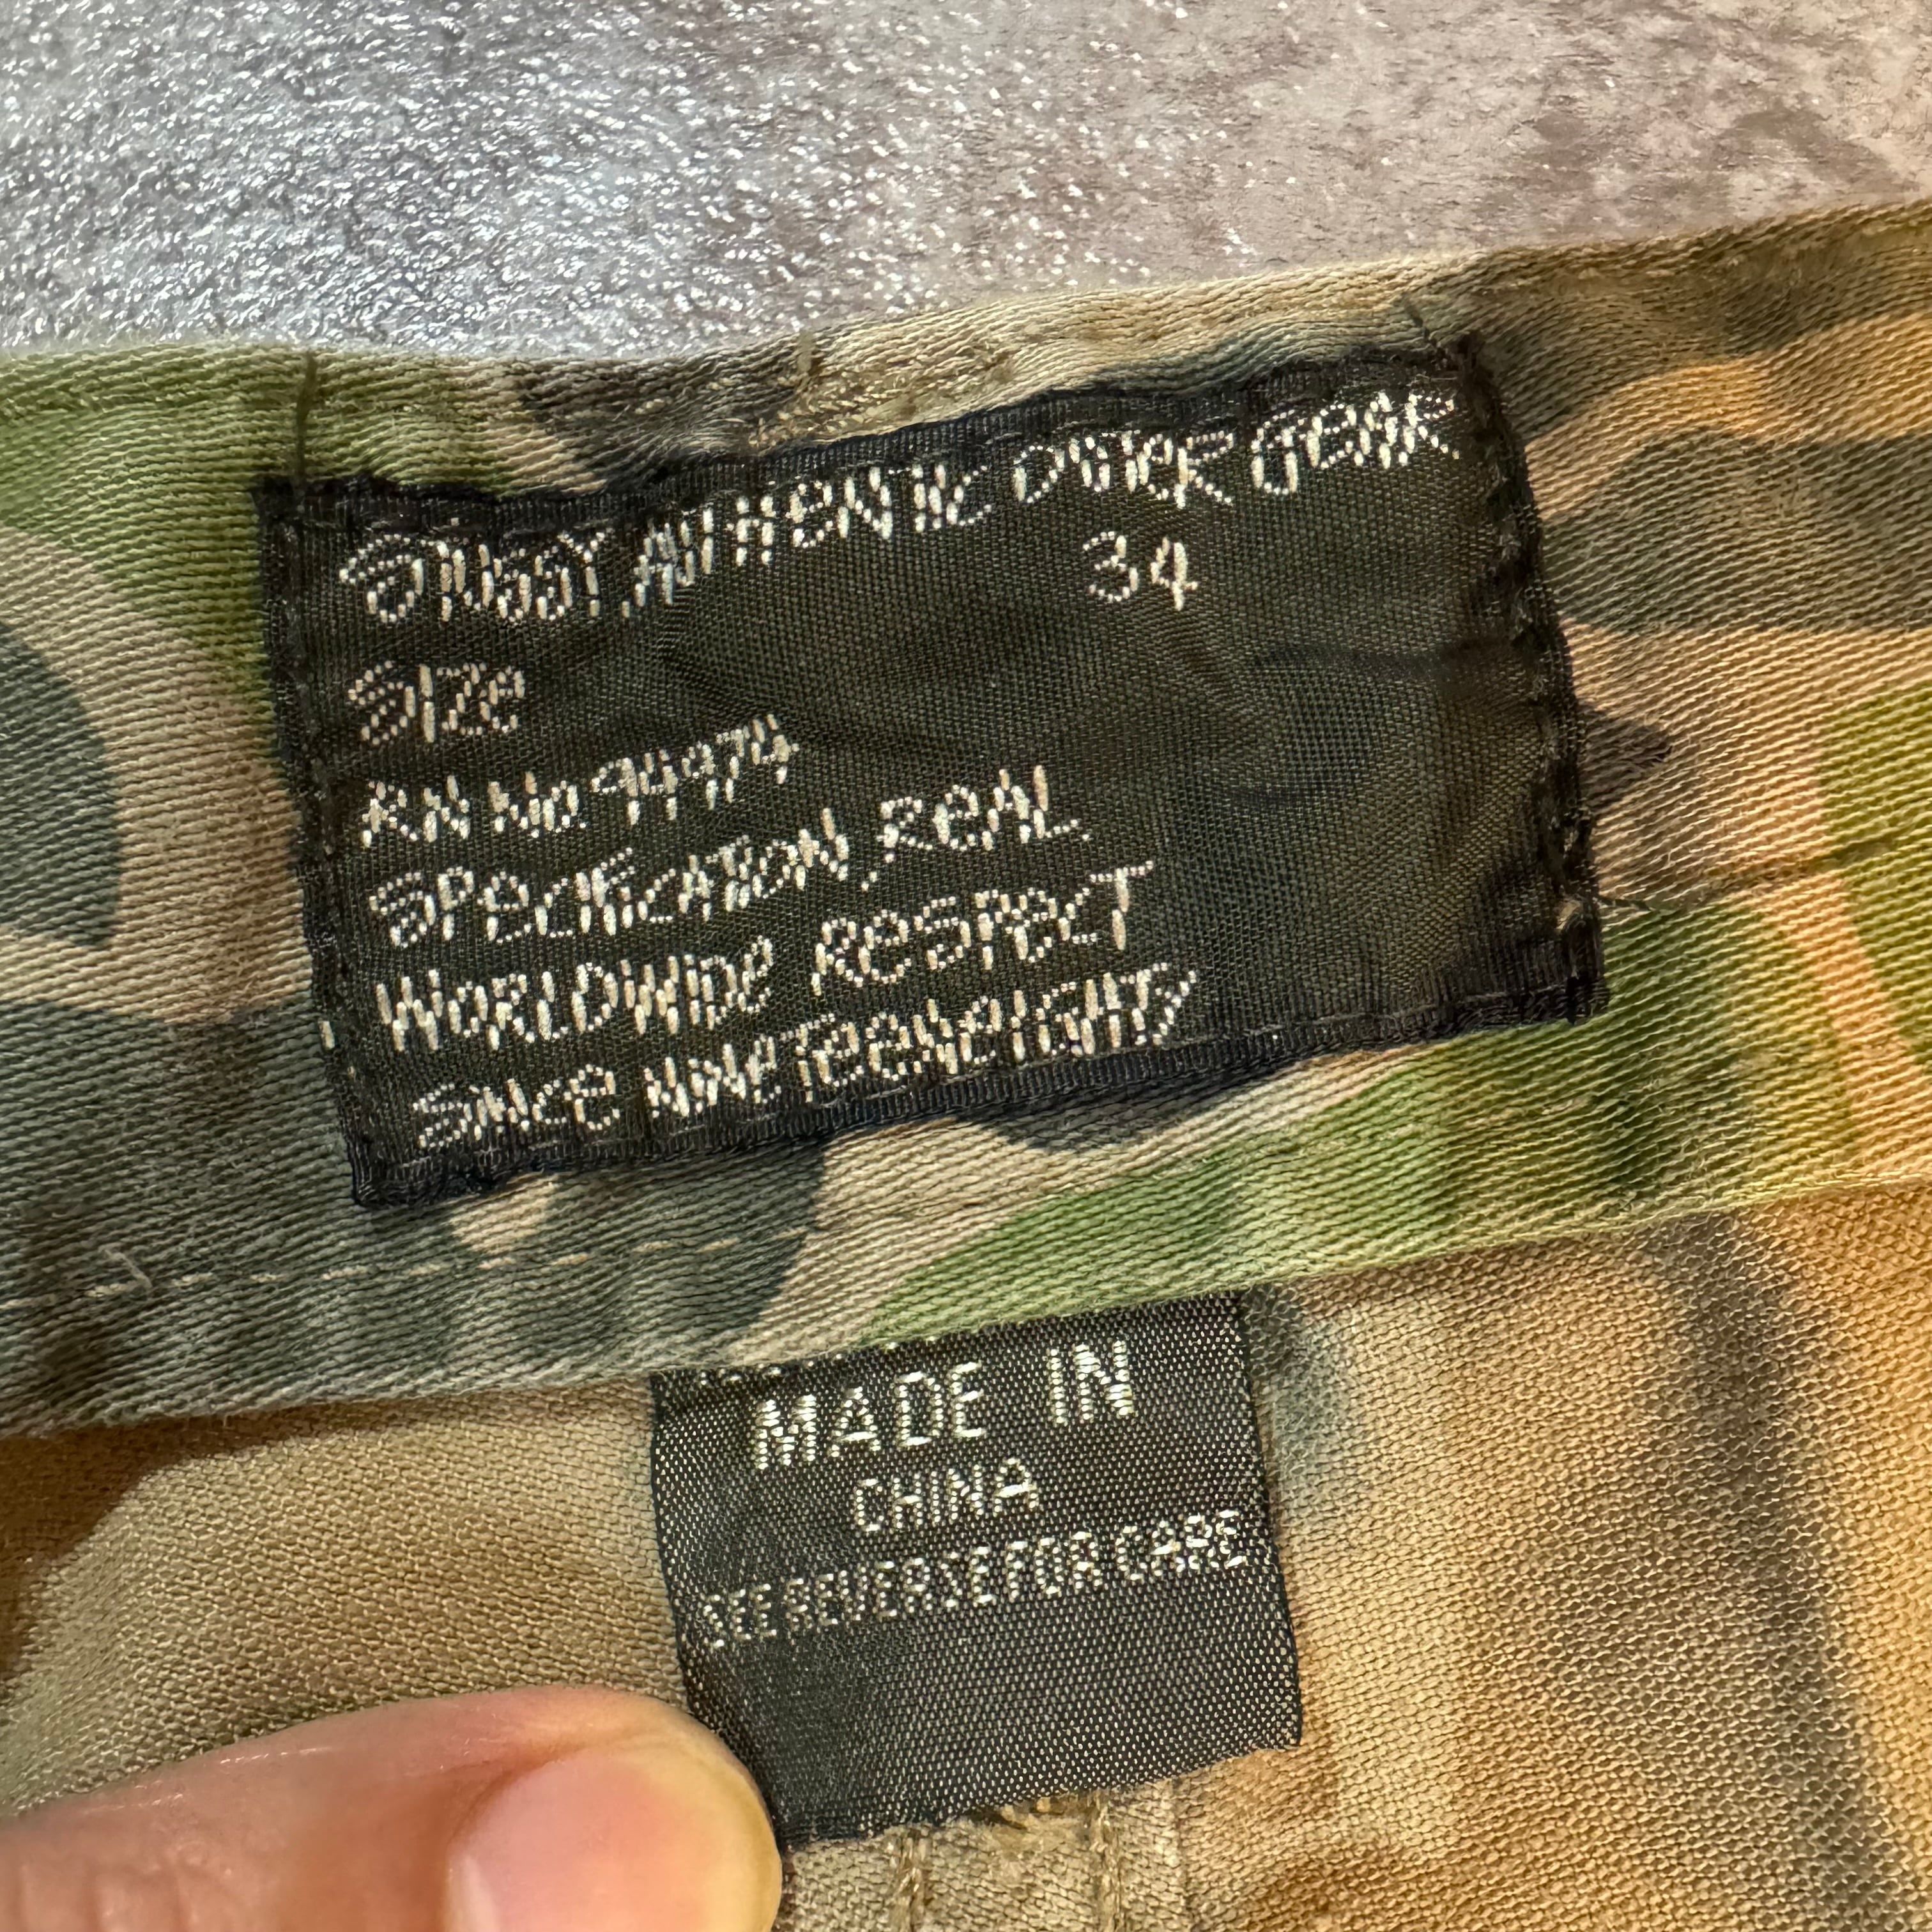 STUSSY, AUTHENTIC OUTER GEAR
34
SIZE
RN No. 94974
SPECIFICATION, REAL
WORLDWIDE RESPECT
SINCE NINETEENEIGHTY
MADE IN
CHINA
SEE REVERSE FOR CARE